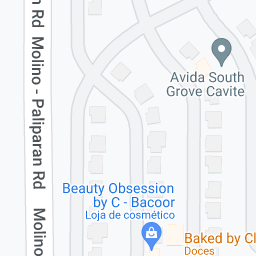 n Rd
Molino - Paliparan Rd
Molino
Avida South
Grove Cavite
Beauty Obsession
by C - Bacoor
Loja de cosmético
Baked by Cl
Doces